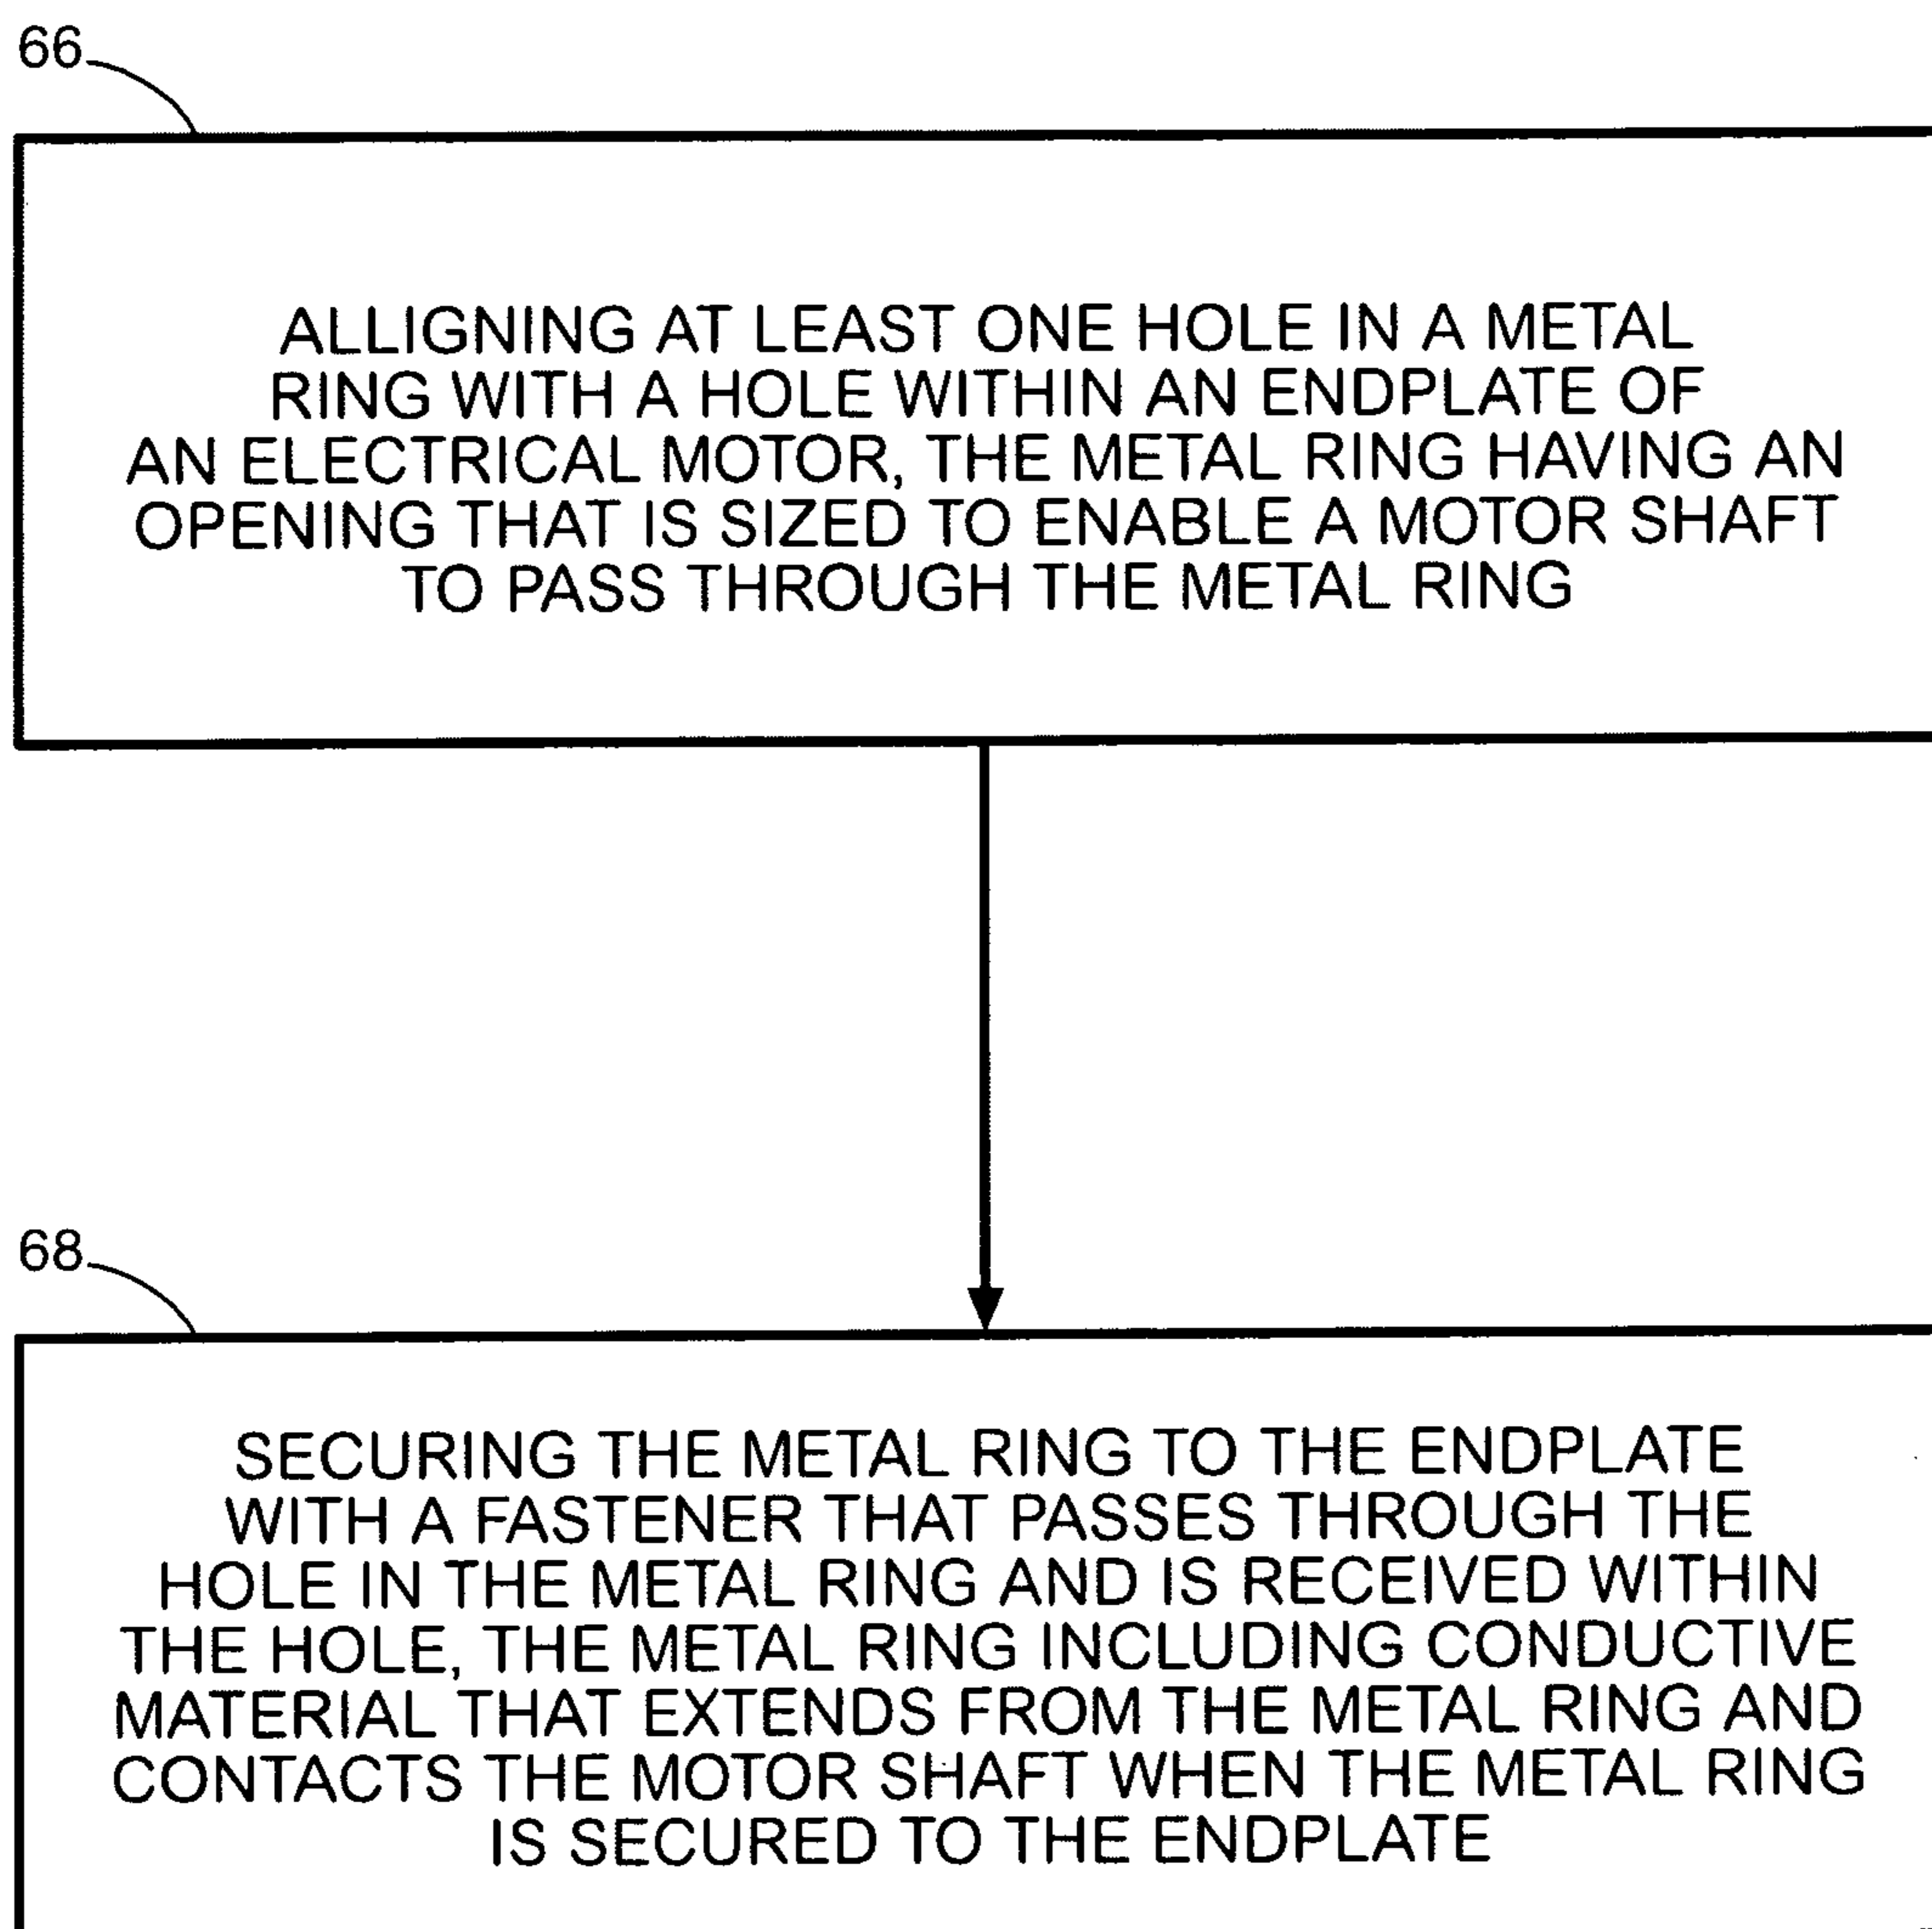 66
ALLIGNING AT LEAST ONE HOLE IN A METAL
RING WITH A HOLE WITHIN AN ENDPLATE OF
AN ELECTRICAL MOTOR, THE METAL RING HAVING AN
OPENING THAT IS SIZED TO ENABLE A MOTOR SHAFT
TO PASS THROUGH THE METAL RING
68
SECURING THE METAL RING TO THE ENDPLATE
WITH A FASTENER THAT PASSES THROUGH THE
HOLE IN THE METAL RING AND IS RECEIVED WITHIN
THE HOLE, THE METAL RING INCLUDING CONDUCTIVE
MATERIAL THAT EXTENDS FROM THE METAL RING AND
CONTACTS THE MOTOR SHAFT WHEN THE METAL RING
IS SECURED TO THE ENDPLATE